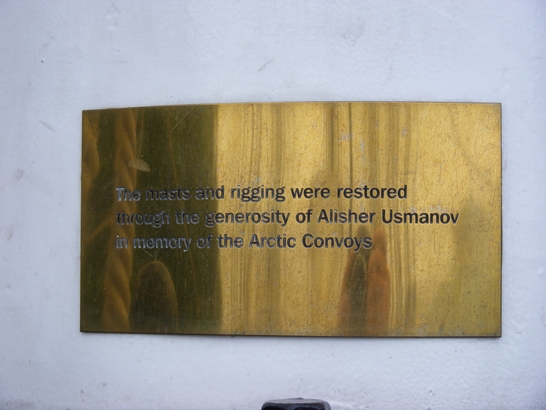 The masts and rigging were restored
through the generosity of Alisher Usmanov
in memory of the Arctic Convoys